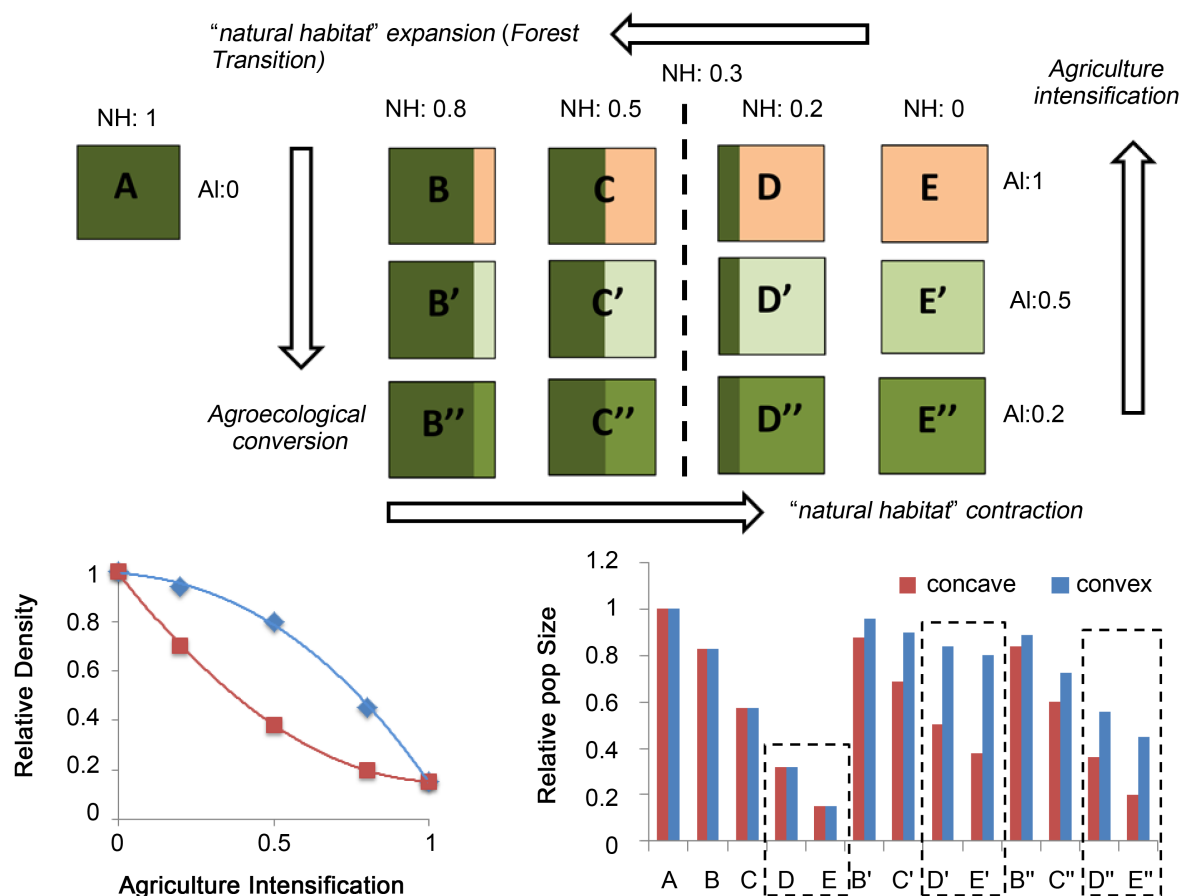 “natural habitat” expansion (Forest
Transition)
NH: 0.3
Agriculture
intensification
NH: 1
NH: 0.8
NH: 0.5
NH: 0.2
NH: 0
A
AI:0
B
C
D
E
AI:1
B’
C’
D’
E’
AI:0.5
Agroecological
conversion
B’’
C’’
D’’
E’’
AI:0.2
“natural habitat” contraction
Relative Density
1
0.8
0.6
0.4
0.2
0
0
0.5
1
Agriculture Intensification
Relative pop Size
1.2
1
0.8
0.6
0.4
0.2
0
concave
convex
A
B
C
D
E
B'
C'
D'
E'
B"
C"
D"
E"